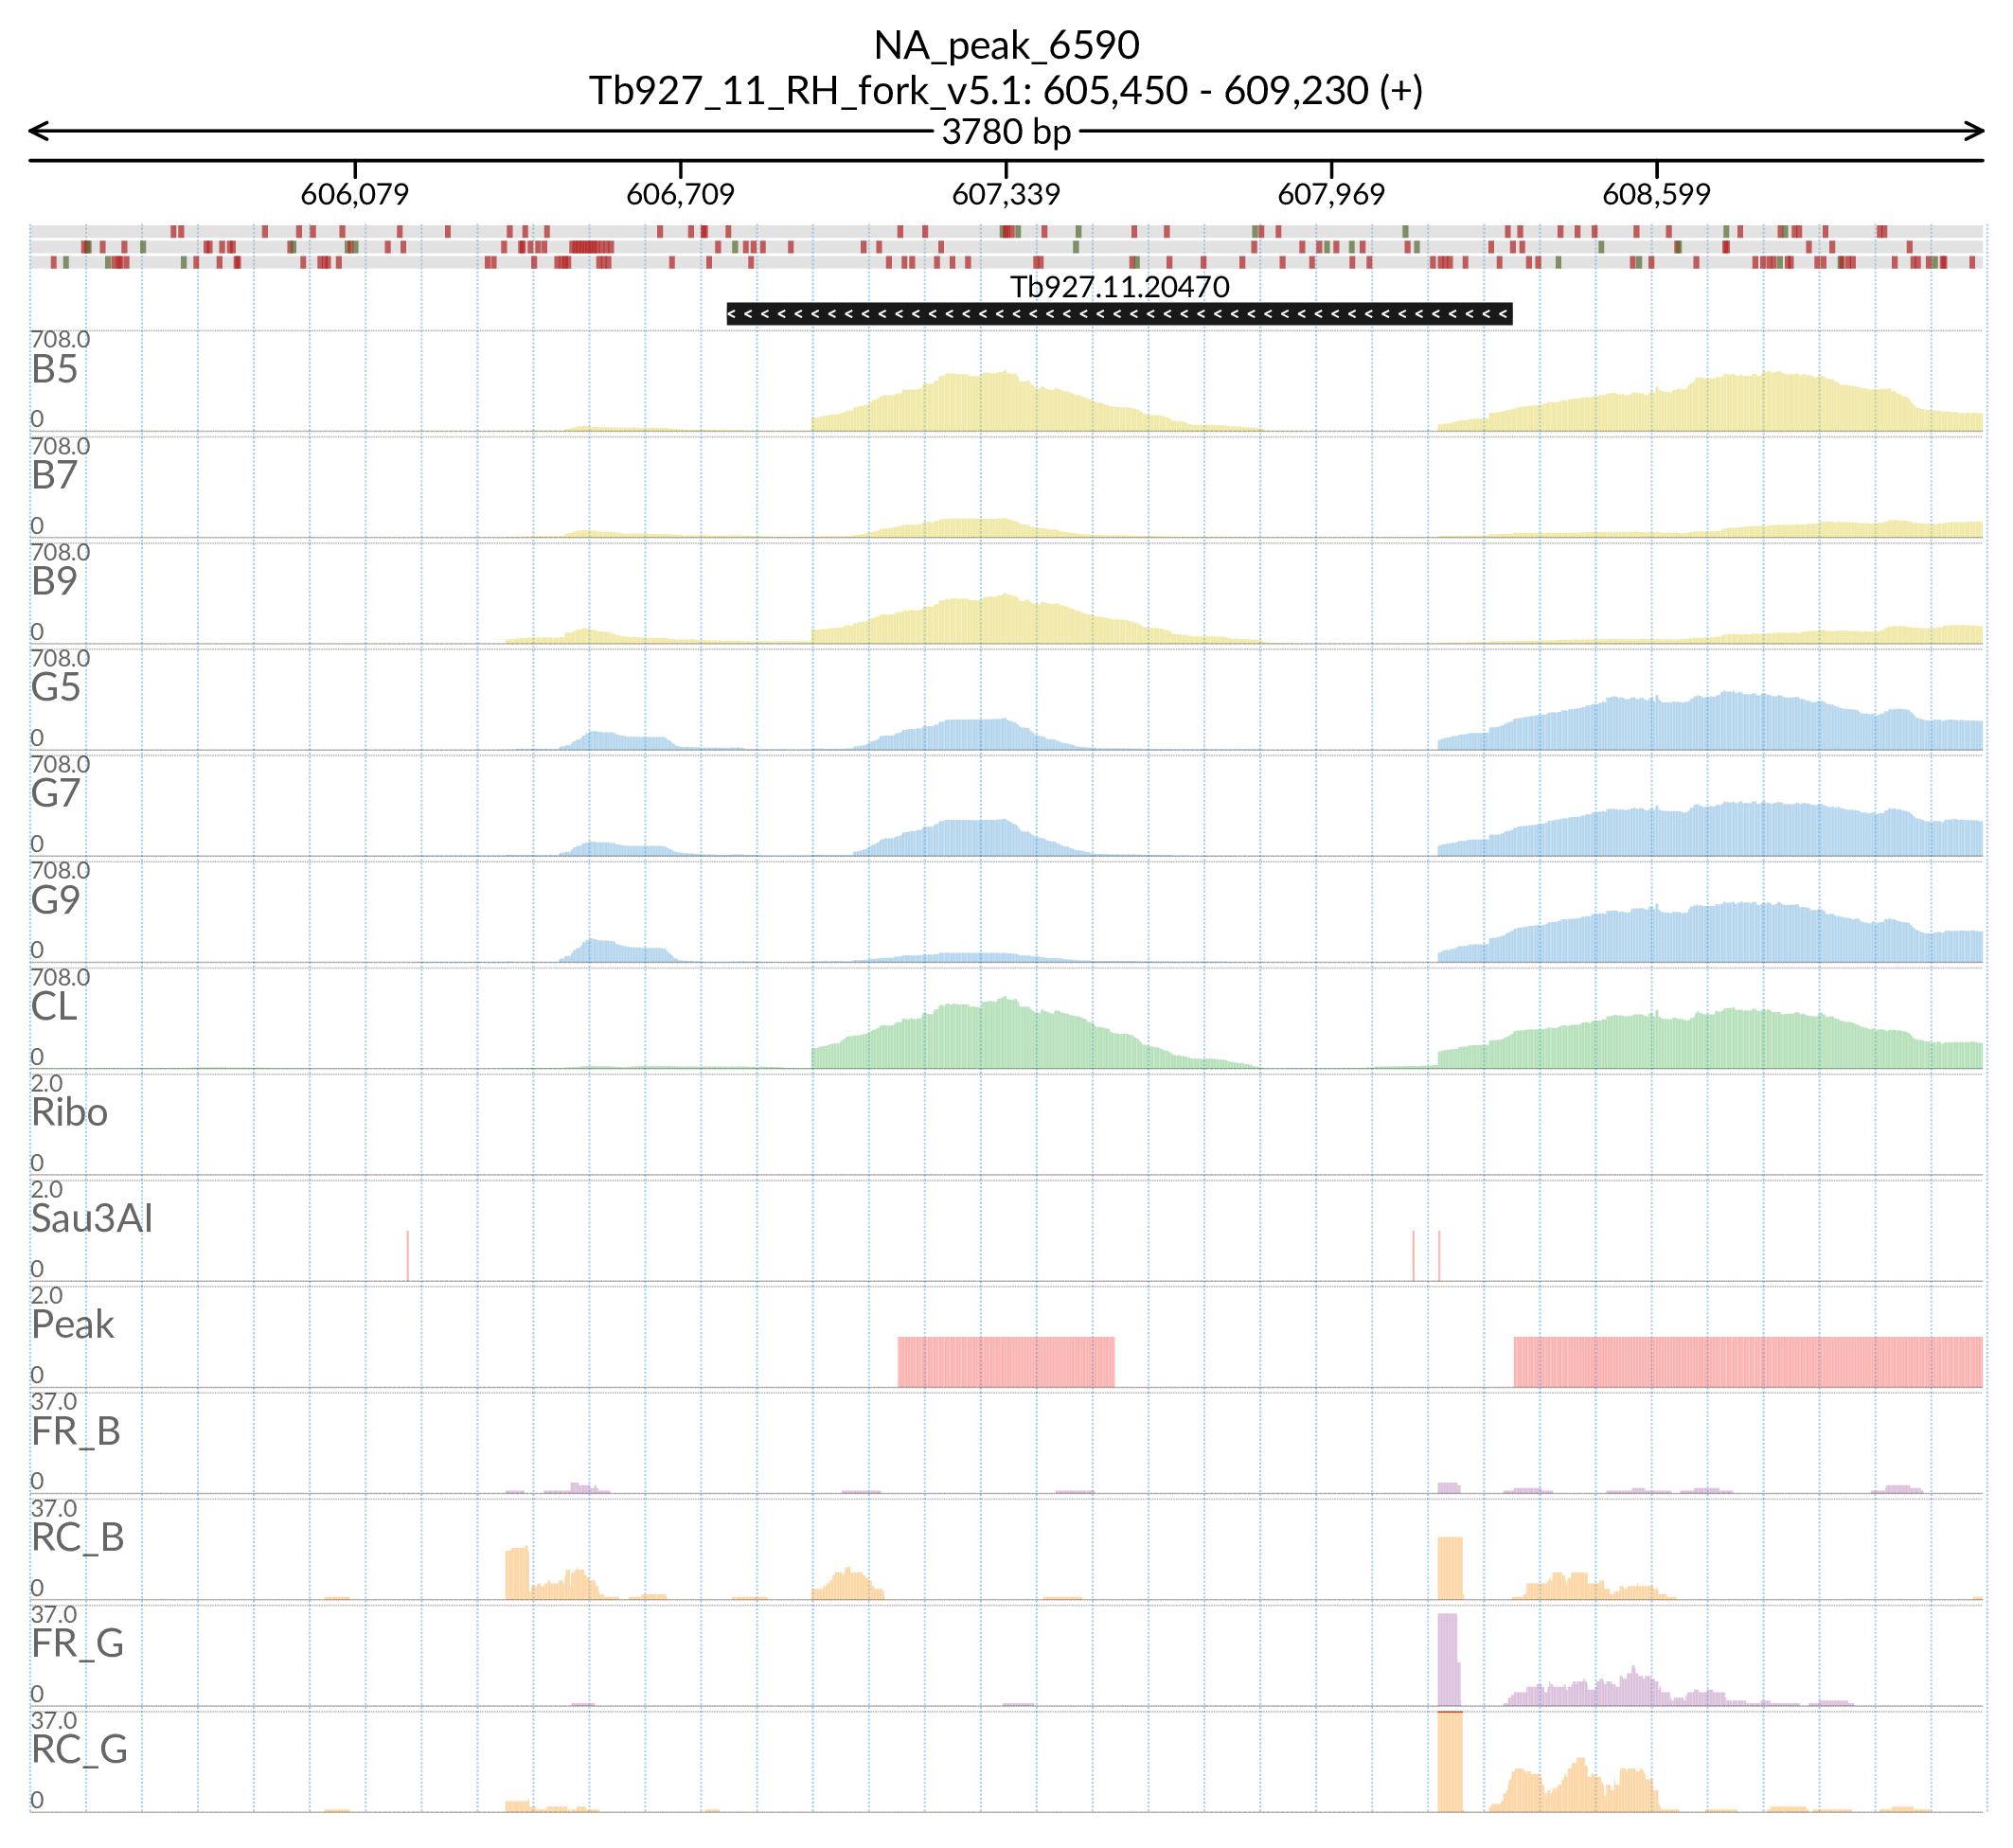 NA_peak_6590
Tb927_11_RH_fork_v5.1: 605,450 - 609,230 (+)
3780 bp
606,079 606,709 607,339 607,969 608,599
Tb927.11.20470
708.0
B5
0
708.0
B7
0
708.0
B9
0
708.0
G5
0
708.0
G7
0
708.0
G9
0
708.0
CL
0
2.0
Ribo
0
2.0
Sau3AI
0
2.0
Peak
0
37.0
FR_B
0
37.0
RC_B
0
37.0
FR_G
0
37.0
RC_G
0